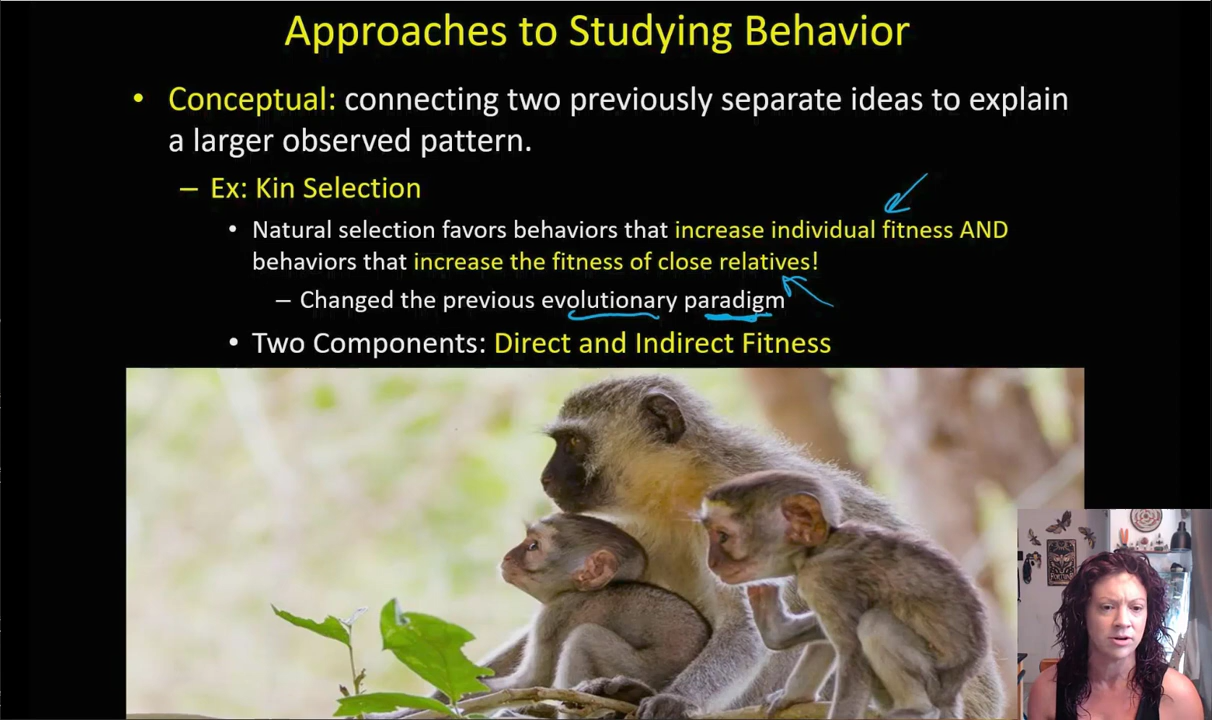 Approaches to Studying Behavior
• Conceptual: connecting two previously separate ideas to explain
a larger observed pattern.
– Ex: Kin Selection
• Natural selection favors behaviors that increase individual fitness AND
behaviors that increase the fitness of close relatives!
– Changed the previous evolutionary paradigm
• Two Components: Direct and Indirect Fitness
FORTUNE